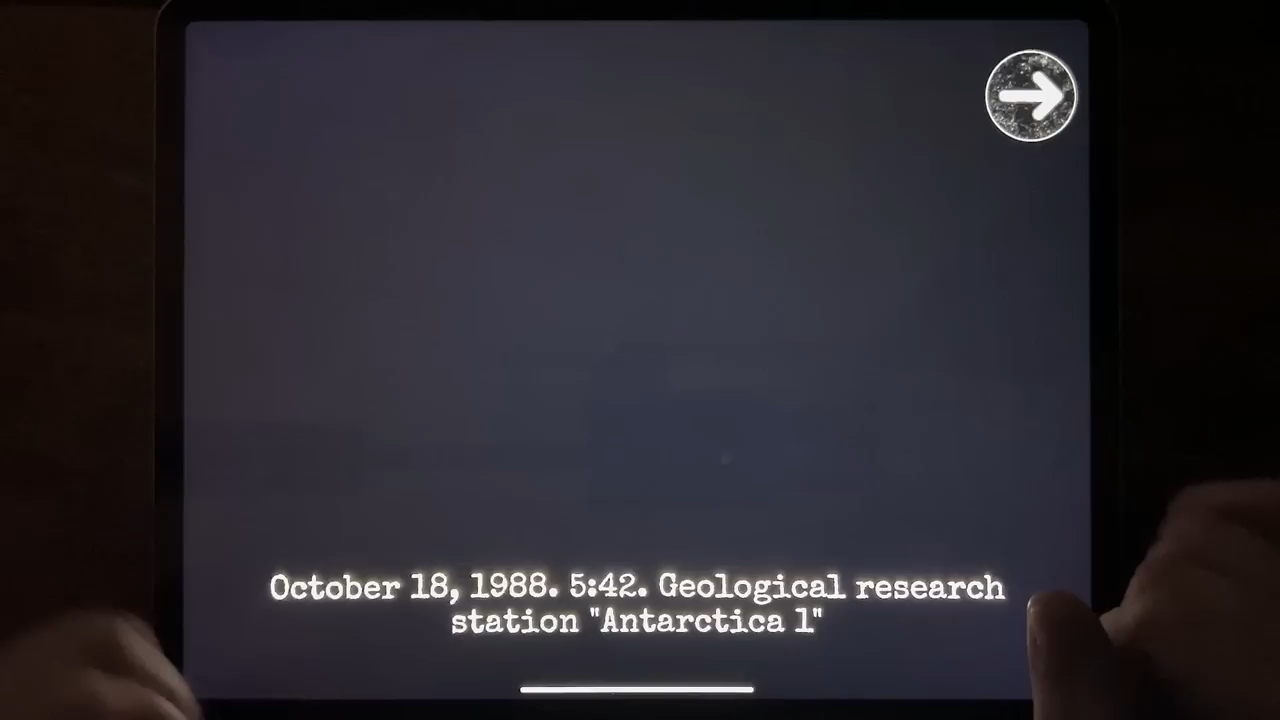 October 18, 1988. 5:42. Geological research
station "Antarctica 1"